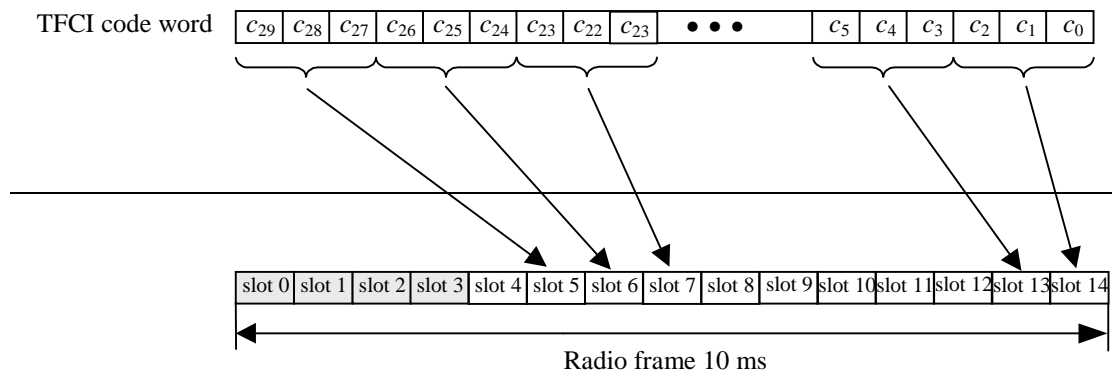 TFCI code word c29 c28 c27 c26 c25 c24 c23 c22 c23 ● ● ● c5 c4 c3 c2 c1 c0
slot 0 slot 1 slot 2 slot 3 slot 4 slot 5 slot 6 slot 7 slot 8 slot 9 slot 10 slot 11 slot 12 slot 13 slot 14
Radio frame 10 ms